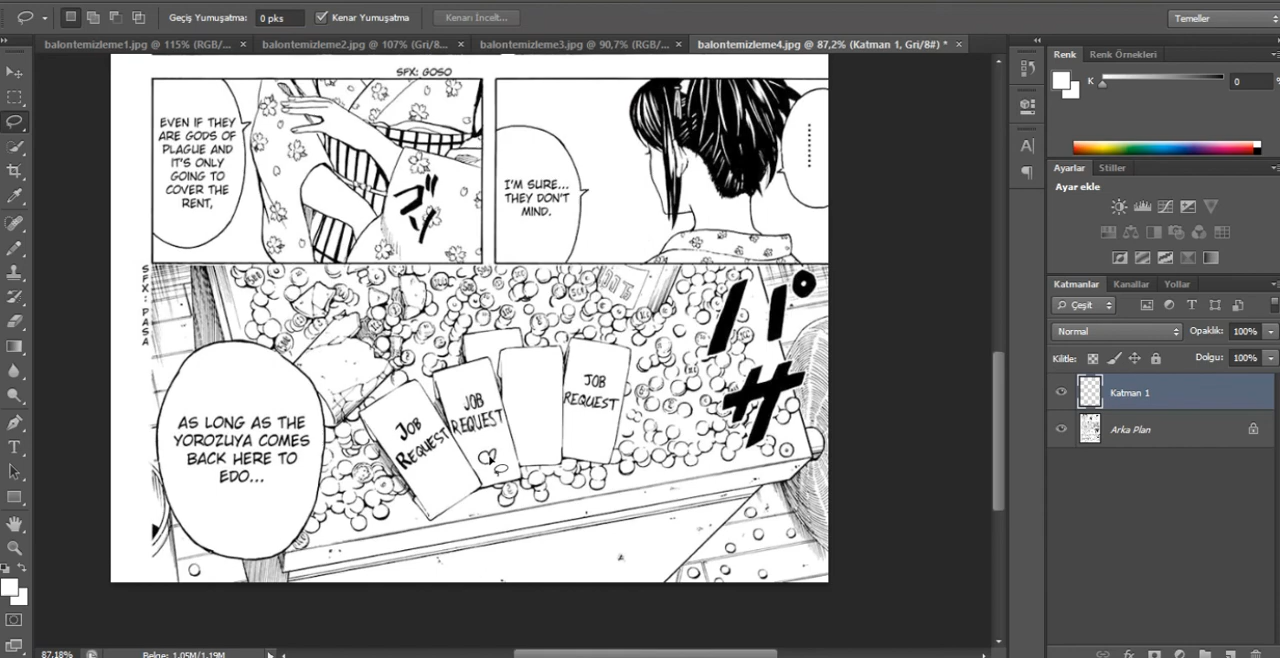 Geçiş Yumuşatma: 0 pks Kenar Yumuşatma Kenarı İncelt... Temeller
balontemizleme1.jpg @ 115% (RGB/... × balontemizleme2.jpg @ 107% (Gri/8... × balontemizleme3.jpg @ 90,7% (RGB/... × balontemizleme4.jpg @ 87,2% (Katman 1, Gri/8#) * ×
SFX: GOSO
EVEN IF THEY
ARE GODS OF
PLAGUE AND
IT'S ONLY
GOING TO
COVER THE
RENT,
ゴソ
I'M SURE...
THEY DON'T
MIND.
SFX: PASA
パサ
AS LONG AS THE
YOROZUYA COMES
BACK HERE TO
EDO...
JOB
REQUEST
JOB
REQUEST
JOB
REQUEST
Renk Renk Örnekleri
K 0 %
Ayarlar Stiller
Ayar ekle
Katmanlar Kanallar Yollar
Çeşit
Normal Opaklık: 100%
Kilitle: Dolgu: 100%
Katman 1
Arka Plan
87,18% Belge: 1,05M/1,19M